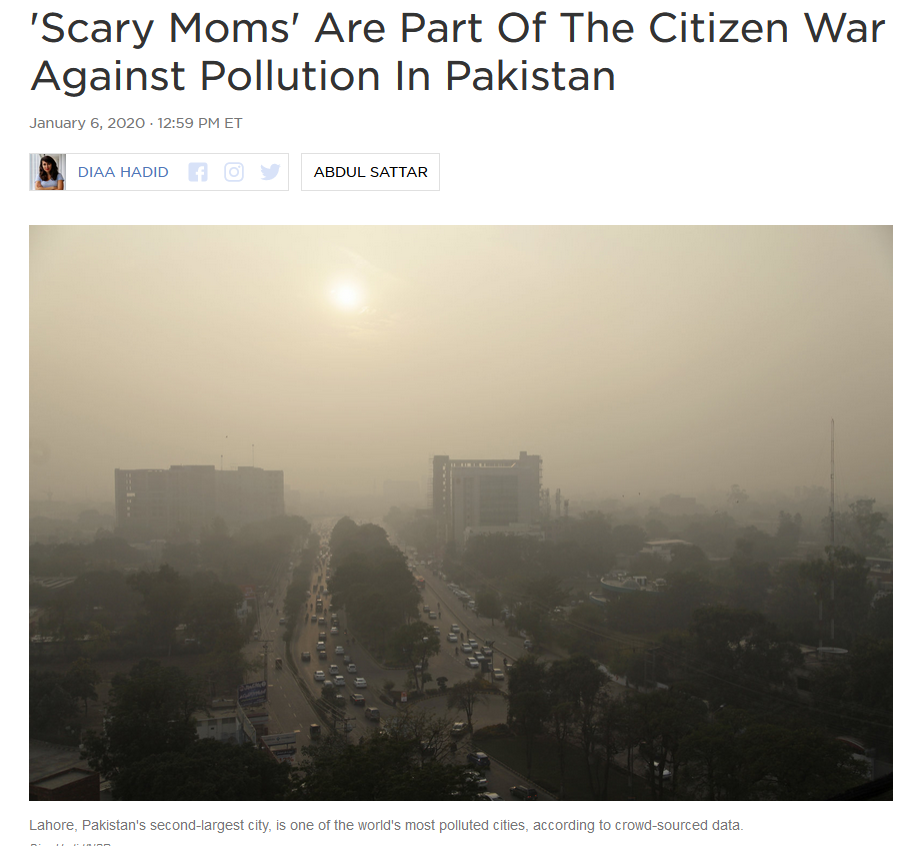 'Scary Moms' Are Part Of The Citizen War
Against Pollution In Pakistan
January 6, 2020 · 12:59 PM ET
DIAA HADID
ABDUL SATTAR
Lahore, Pakistan's second-largest city, is one of the world's most polluted cities, according to crowd-sourced data.